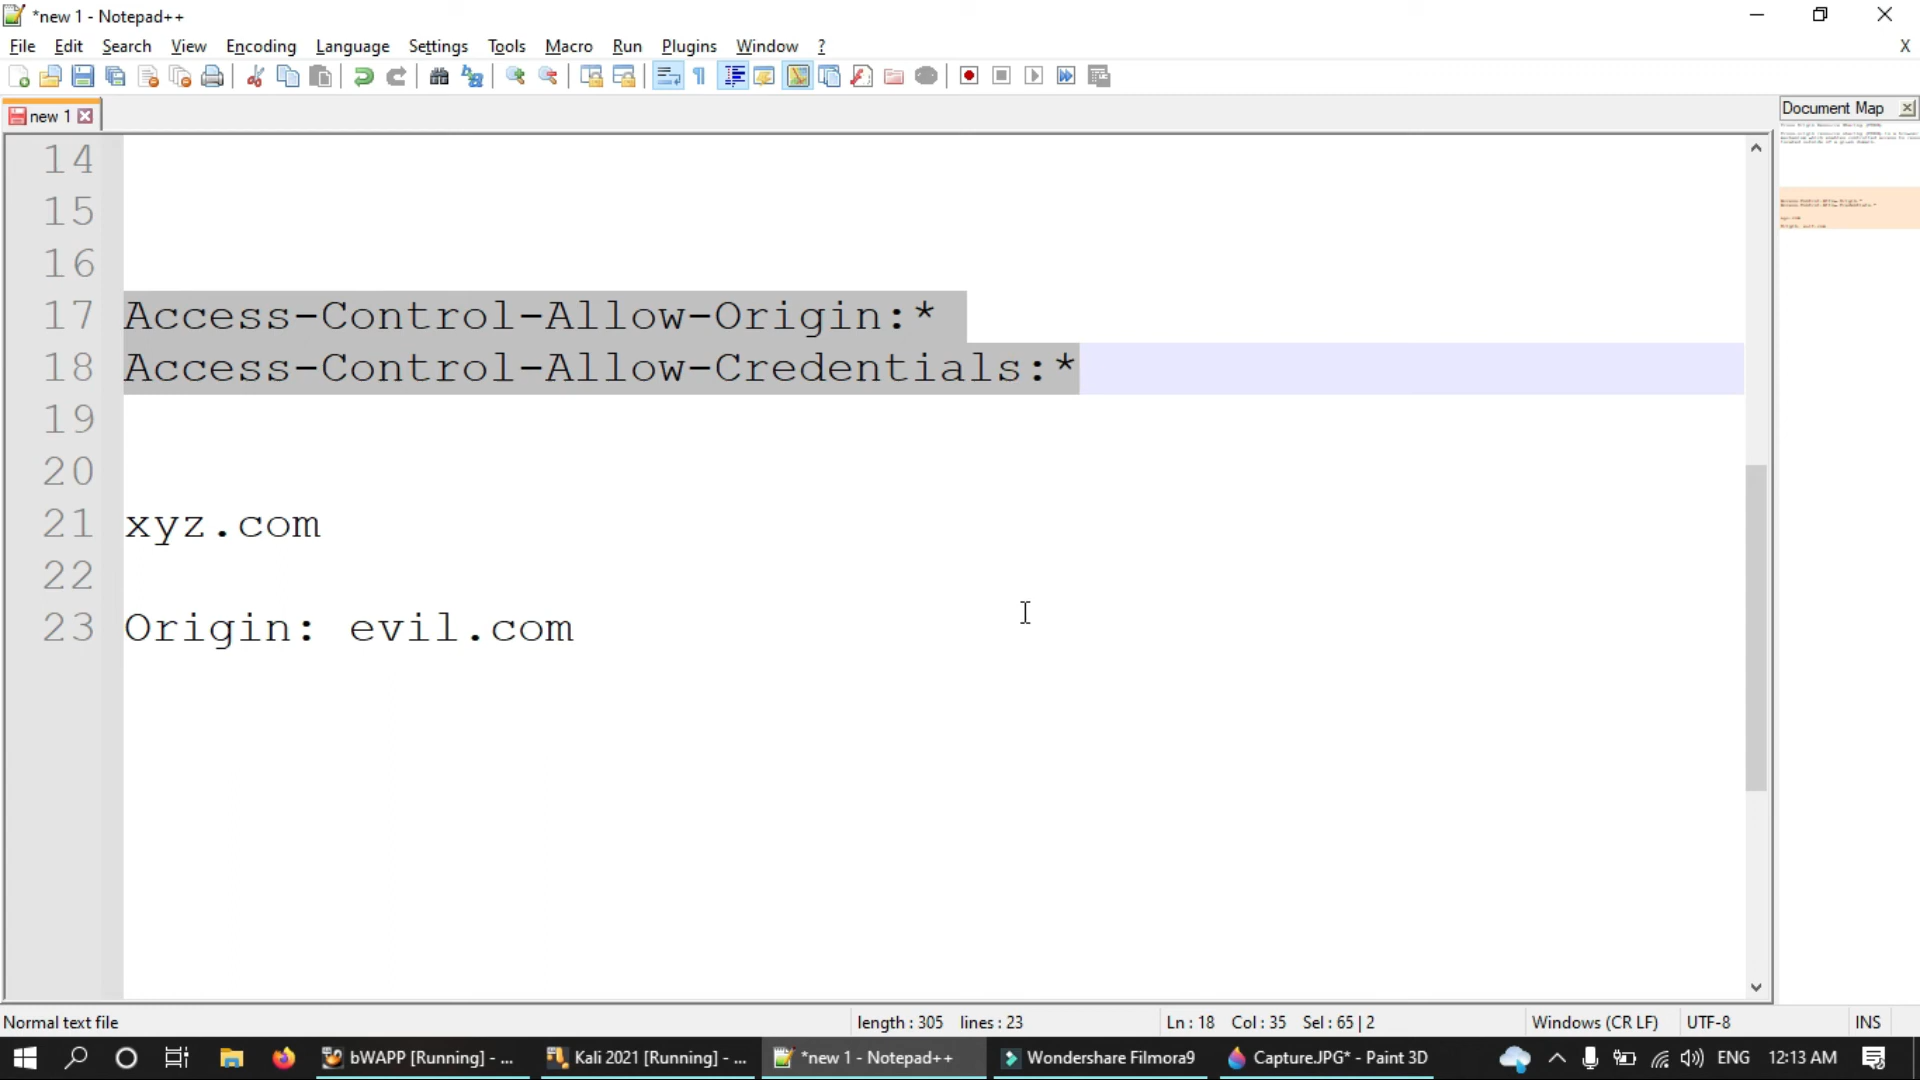 *new 1 - Notepad++
File Edit Search View Encoding Language Settings Tools Macro Run Plugins Window ? X
new 1
Document Map
14
15
16
17 Access-Control-Allow-Origin:*
18 Access-Control-Allow-Credentials:*
19
20
21 xyz.com
22
23 Origin: evil.com
Normal text file length : 305 lines : 23 Ln : 18 Col : 35 Sel : 65 | 2 Windows (CR LF) UTF-8 INS
bWAPP [Running] - ... Kali 2021 [Running] - ... *new 1 - Notepad++ Wondershare Filmora9 Capture.JPG* - Paint 3D ENG 12:13 AM